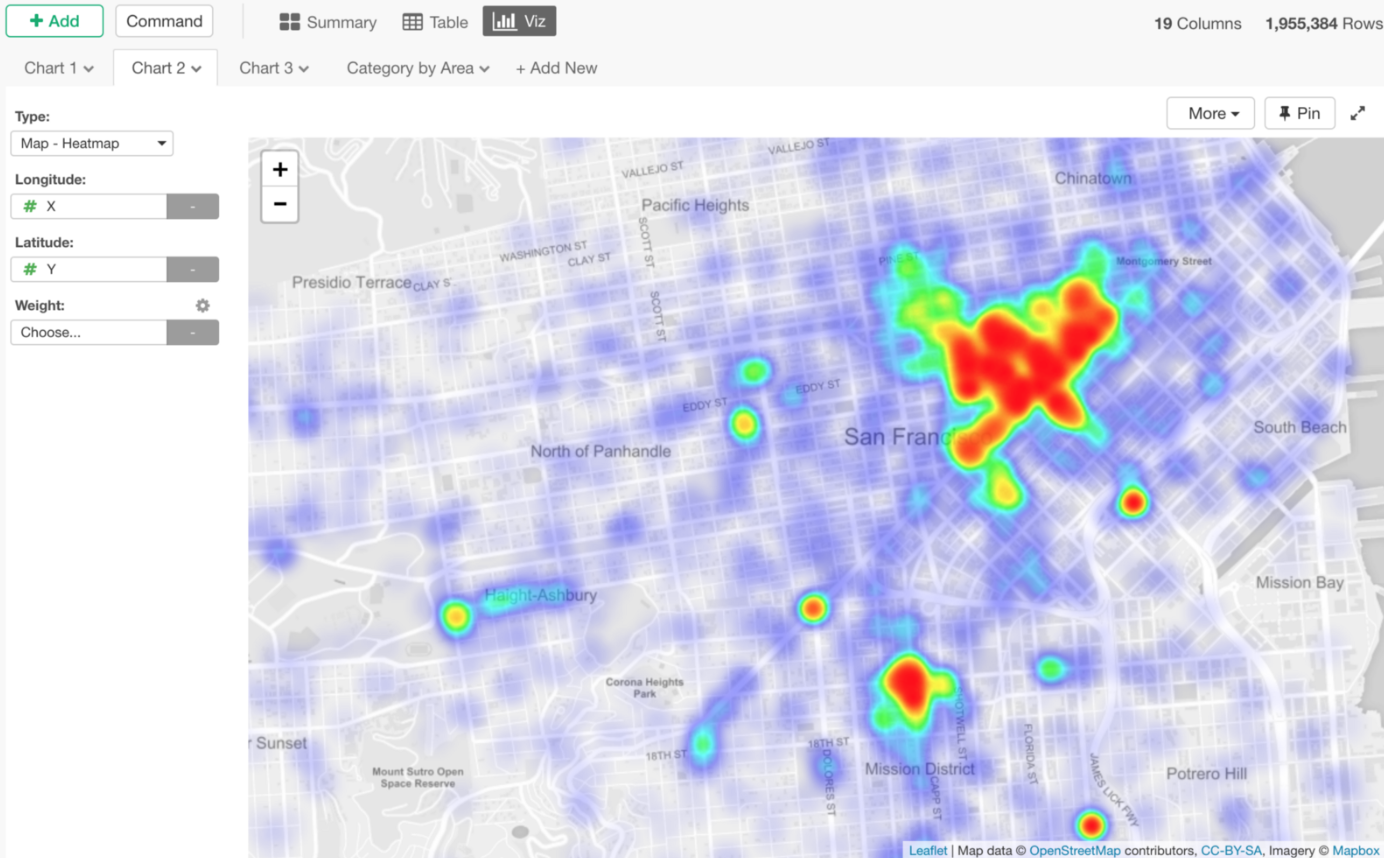 + Add Command Summary Table Viz 19 Columns 1,955,384 Rows
Chart 1 Chart 2 Chart 3 Category by Area + Add New
More Pin
Type:
Map - Heatmap
Longitude:
# X -
Latitude:
# Y -
Weight:
Choose... -
+
−
VALLEJO ST
VALLEJO ST
Chinatown
Pacific Heights
SCOTT ST
WASHINGTON ST
CLAY ST
PINE ST
Montgomery Street
Presidio Terrace
CLAY S
SCOTT ST
EDDY ST
EDDY ST
San Francisco
South Beach
North of Panhandle
Mission Bay
Haight-Ashbury
Corona Heights
Park
r Sunset
18TH ST
18TH ST
DOLORES ST
Mission District
CAPP ST
FLORIDA ST
JAMES LICK FWY
Potrero Hill
Mount Sutro Open
Space Reserve
Leaflet | Map data © OpenStreetMap contributors, CC-BY-SA, Imagery © Mapbox